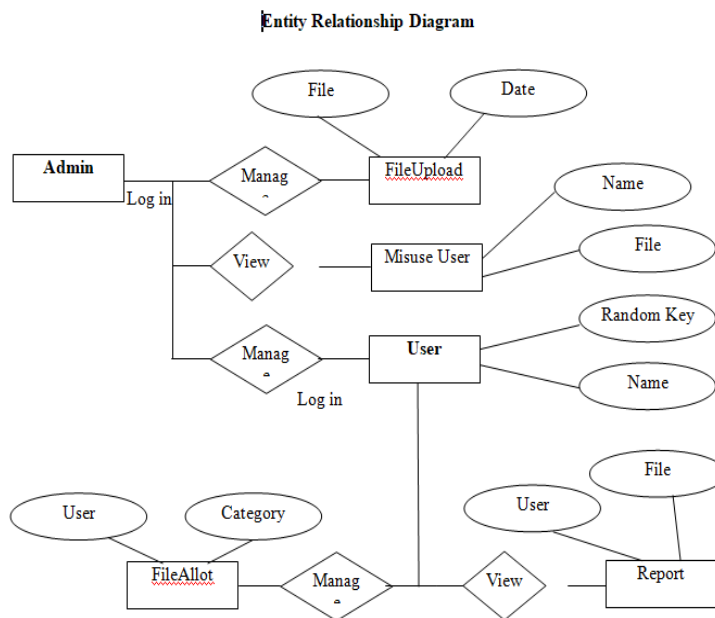 Entity Relationship Diagram
File
Date
Admin
Manag
FileUpload
Log in
Name
View
Misuse User
File
Random Key
Manag
User
Log in
Name
File
User
Category
User
FileAllot
Manag
View
Report